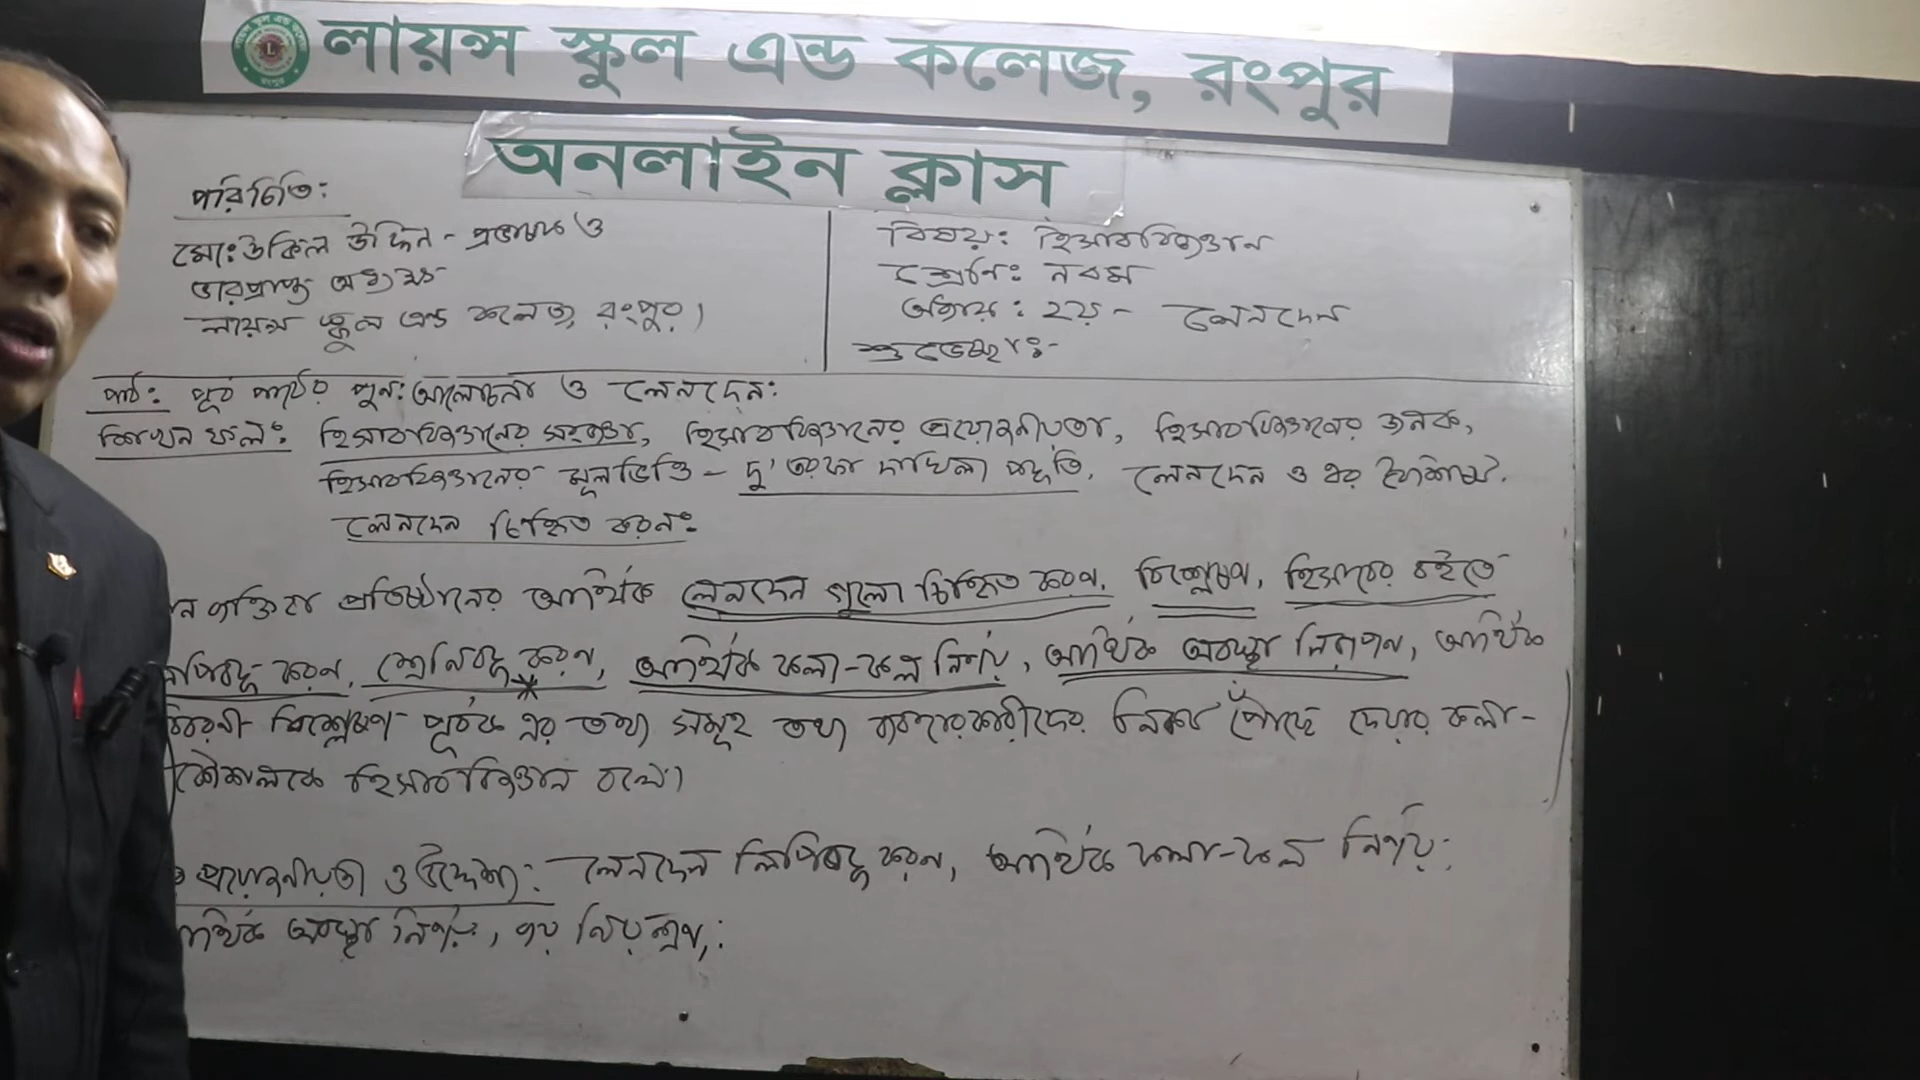 লায়ন্স স্কুল এন্ড কলেজ, রংপুর
অনলাইন ক্লাস
পরিচিতি:
মোঃ উকিল উদ্দিন - প্রভাষক ও
ভারপ্রাপ্ত অধ্যক্ষ
লায়ন্স স্কুল এন্ড কলেজ, রংপুর।
বিষয়: হিসাববিজ্ঞান
শ্রেণি: নবম
অধ্যায়: ২য় - লেনদেন
শুভেচ্ছাঃ-
পাঠ: পূর্ব পাঠের পুন: আলোচনা ও লেনদেন:
শিখন ফল: হিসাববিজ্ঞানের সংজ্ঞা, হিসাববিজ্ঞানের প্রয়োজনীয়তা, হিসাববিজ্ঞানের জনক,
হিসাববিজ্ঞানের মূলভিত্তি - দু'তরফা দাখিলা পদ্ধতি, লেনদেন ও এর বৈশিষ্ট্য.
লেনদেন চিহ্নিত করন:
ব্যক্তি বা প্রতিষ্ঠানের আর্থিক লেনদেন গুলো চিহ্নিত করণ, বিশ্লেষণ, হিসাবের বইতে
করন, শ্রেনিবদ্ধ করণ, আর্থিক ফলা-ফল নির্ণয়, আর্থিক অবস্থা নিরূপণ, আর্থিক
বিশ্লেষণ পূর্বক এর তথ্য সমূহ তথ্য ব্যবহারকারীদের নিকট পৌঁছে দেয়ার কলা-
কৌশলকে হিসাববিজ্ঞান বলে।
প্রয়োজনীয়তা ও উদ্দেশ্য: লেনদেন লিপিবদ্ধ করন, আর্থিক ফলা-ফল নির্ণয়:
অবস্থা নির্ণয়, ব্যয় নিয়ন্ত্রণ,: